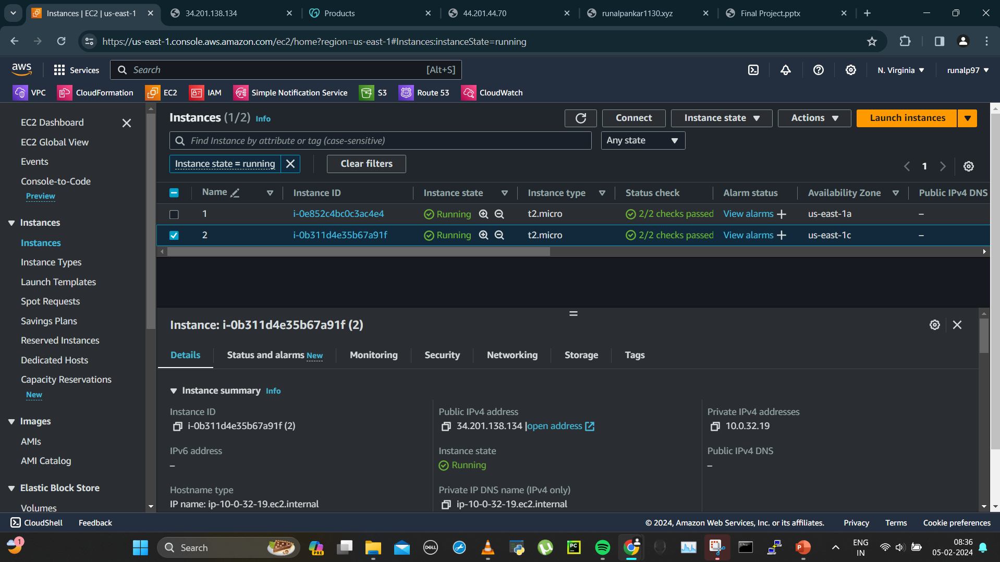 Instances | EC2 | us-east-1
34.201.138.134
Products
44.201.44.70
runalpankar1130.xyz
Final Project.pptx
https://us-east-1.console.aws.amazon.com/ec2/home?region=us-east-1#Instances:instanceState=running
aws
Services
Search
[Alt+S]
N. Virginia
runalp97
VPC
CloudFormation
EC2
IAM
Simple Notification Service
S3
Route 53
CloudWatch
EC2 Dashboard
EC2 Global View
Events
Console-to-Code
Preview
Instances
Instances
Instance Types
Launch Templates
Spot Requests
Savings Plans
Reserved Instances
Dedicated Hosts
Capacity Reservations
New
Images
AMIs
AMI Catalog
Elastic Block Store
Volumes
Instances (1/2) Info
Connect
Instance state
Actions
Launch instances
Find Instance by attribute or tag (case-sensitive)
Any state
Instance state = running
Clear filters
1
Name Instance ID Instance state Instance type Status check Alarm status Availability Zone Public IPv4 DNS
1 i-0e852c4bc0c3ac4e4 Running t2.micro 2/2 checks passed View alarms + us-east-1a –
2 i-0b311d4e35b67a91f Running t2.micro 2/2 checks passed View alarms + us-east-1c –
Instance: i-0b311d4e35b67a91f (2)
Details
Status and alarms New
Monitoring
Security
Networking
Storage
Tags
Instance summary Info
Instance ID
i-0b311d4e35b67a91f (2)
Public IPv4 address
34.201.138.134 |open address
Private IPv4 addresses
10.0.32.19
IPv6 address
–
Instance state
Running
Public IPv4 DNS
–
Hostname type
IP name: ip-10-0-32-19.ec2.internal
Private IP DNS name (IPv4 only)
ip-10-0-32-19.ec2.internal
CloudShell
Feedback
© 2024, Amazon Web Services, Inc. or its affiliates.
Privacy
Terms
Cookie preferences
1
Search
PRE
DELL
PC
ENG
IN
08:36
05-02-2024